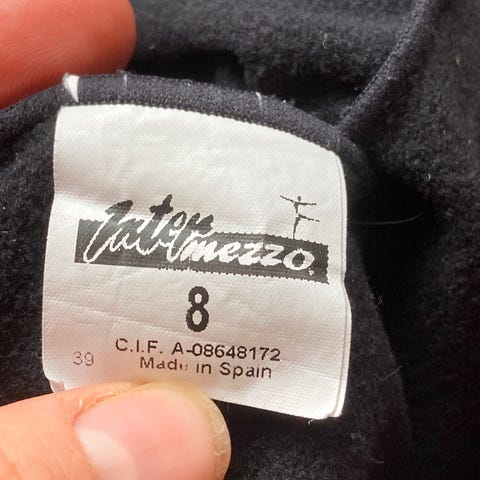 Intermezzo
8
C.I.F. A-08648172
39 Made in Spain